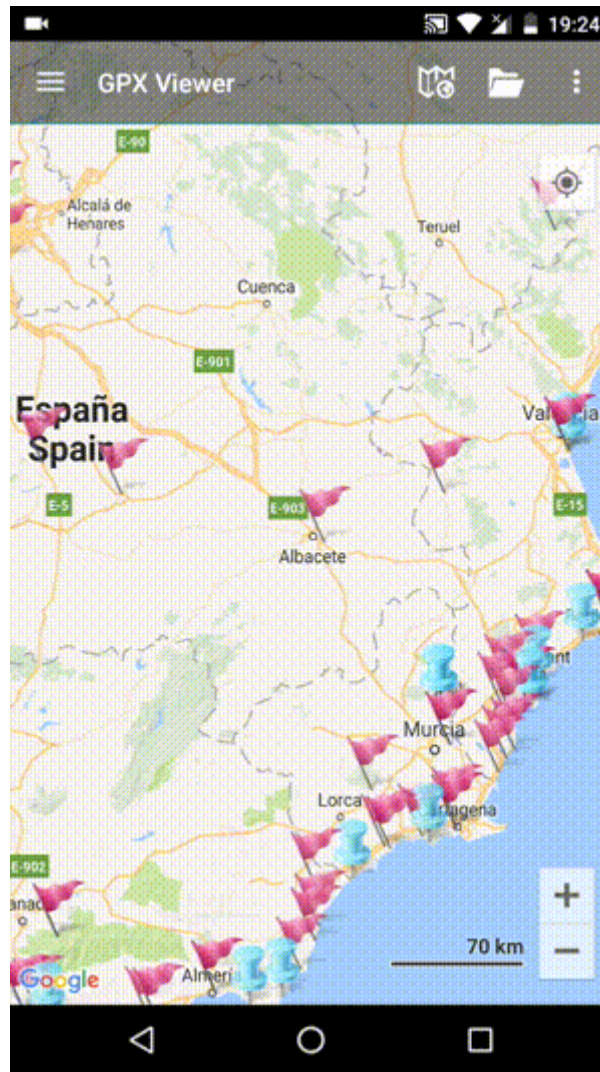 19:24
GPX Viewer
E-90
Alcalá de
Henares
Teruel
Cuenca
E-901
España
Spain
E-5
E-903
E-15
Albacete
Murcia
Lorca
E-902
Almería
70 km
+
−
Google